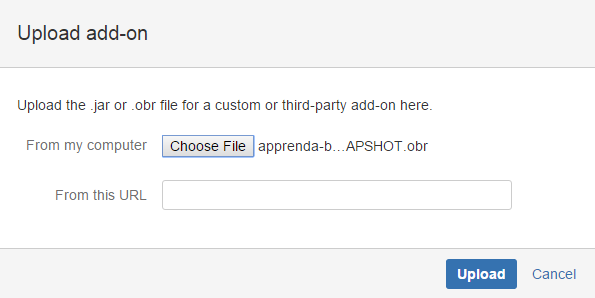 Upload add-on
Upload the .jar or .obr file for a custom or third-party add-on here.
From my computer Choose File apprenda-b...APSHOT.obr
From this URL
Upload Cancel